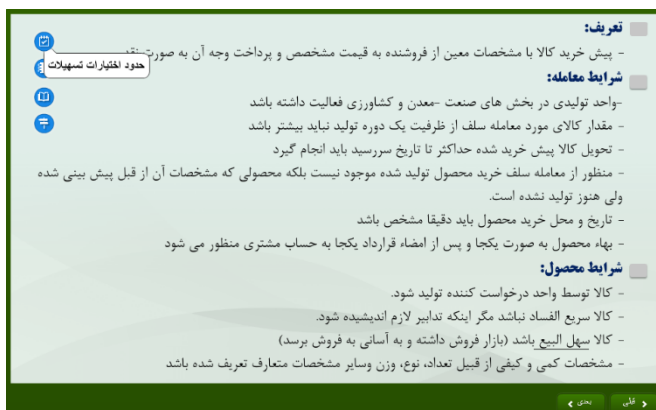 تعریف:
- پیش خرید کالا با مشخصات معین از فروشنده به قیمت مشخصص و پرداخت وجه آن به صورت نقد
حدود اختیارات تسهیلات
شرایط معامله:
-واحد تولیدی در بخش های صنعت -معدن و کشاورزی فعالیت داشته باشد
- مقدار کالای مورد معامله سلف از ظرفیت یک دوره تولید نباید بیشتر باشد
- تحویل کالا پیش خرید شده حداکثر تا تاریخ سررسید باید انجام گیرد
- منظور از معامله سلف خرید محصول تولید شده موجود نیست بلکه محصولی که مشخصات آن از قبل پیش بینی شده
ولی هنوز تولید نشده است.
- تاریخ و محل خرید محصول باید دقیقا مشخص باشد
- بهاء محصول به صورت یکجا و پس از امضاء قرارداد یکجا به حساب مشتری منظور می شود
شرایط محصول:
- کالا توسط واحد درخواست کننده تولید شود.
- کالا سریع الفساد نباشد مگر اینکه تدابیر لازم اندیشیده شود.
- کالا سهل البیع باشد (بازار فروش داشته و به آسانی به فروش برسد)
- مشخصات کمی و کیفی از قبیل تعداد، نوع، وزن وسایر مشخصات متعارف تعریف شده باشد
قبلی
بعدی